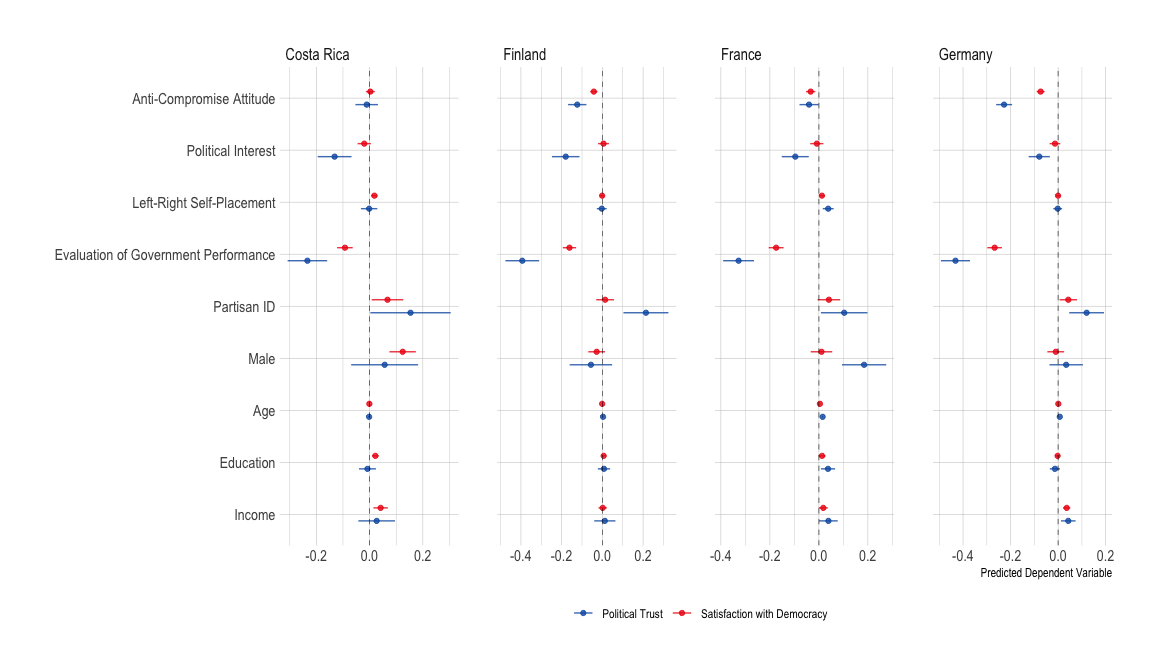 Costa Rica Finland France Germany
Anti-Compromise Attitude
Political Interest
Left-Right Self-Placement
Evaluation of Government Performance
Partisan ID
Male
Age
Education
Income
-0.2 0.0 0.2 -0.4 -0.2 0.0 0.2 -0.4 -0.2 0.0 0.2 -0.4 -0.2 0.0 0.2
Predicted Dependent Variable
Political Trust Satisfaction with Democracy